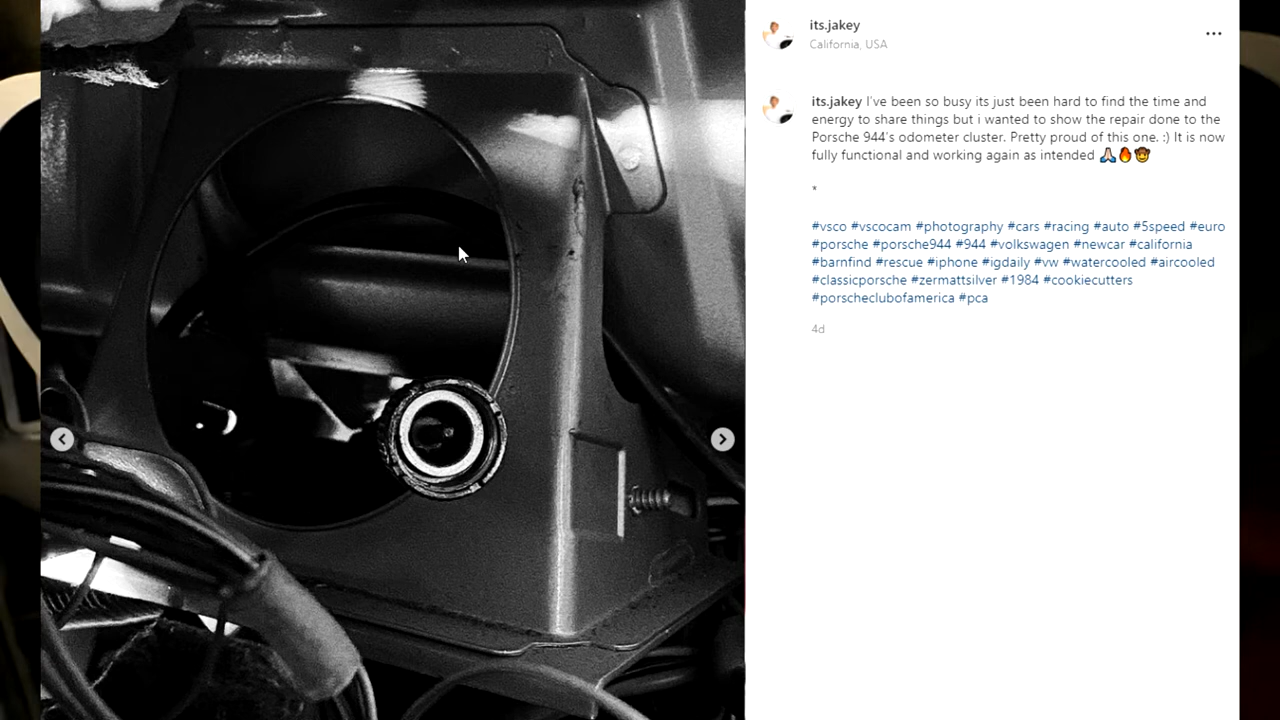 its.jakey
California, USA
its.jakey I've been so busy its just been hard to find the time and
energy to share things but i wanted to show the repair done to the
Porsche 944's odometer cluster. Pretty proud of this one. :) It is now
fully functional and working again as intended 🙏🏻🔥🤠
*
#vsco #vscocam #photography #cars #racing #auto #5speed #euro
#porsche #porsche944 #944 #volkswagen #newcar #california
#barnfind #rescue #iphone #igdaily #vw #watercooled #aircooled
#classicporsche #zermattsilver #1984 #cookiecutters
#porscheclubofamerica #pca
4d